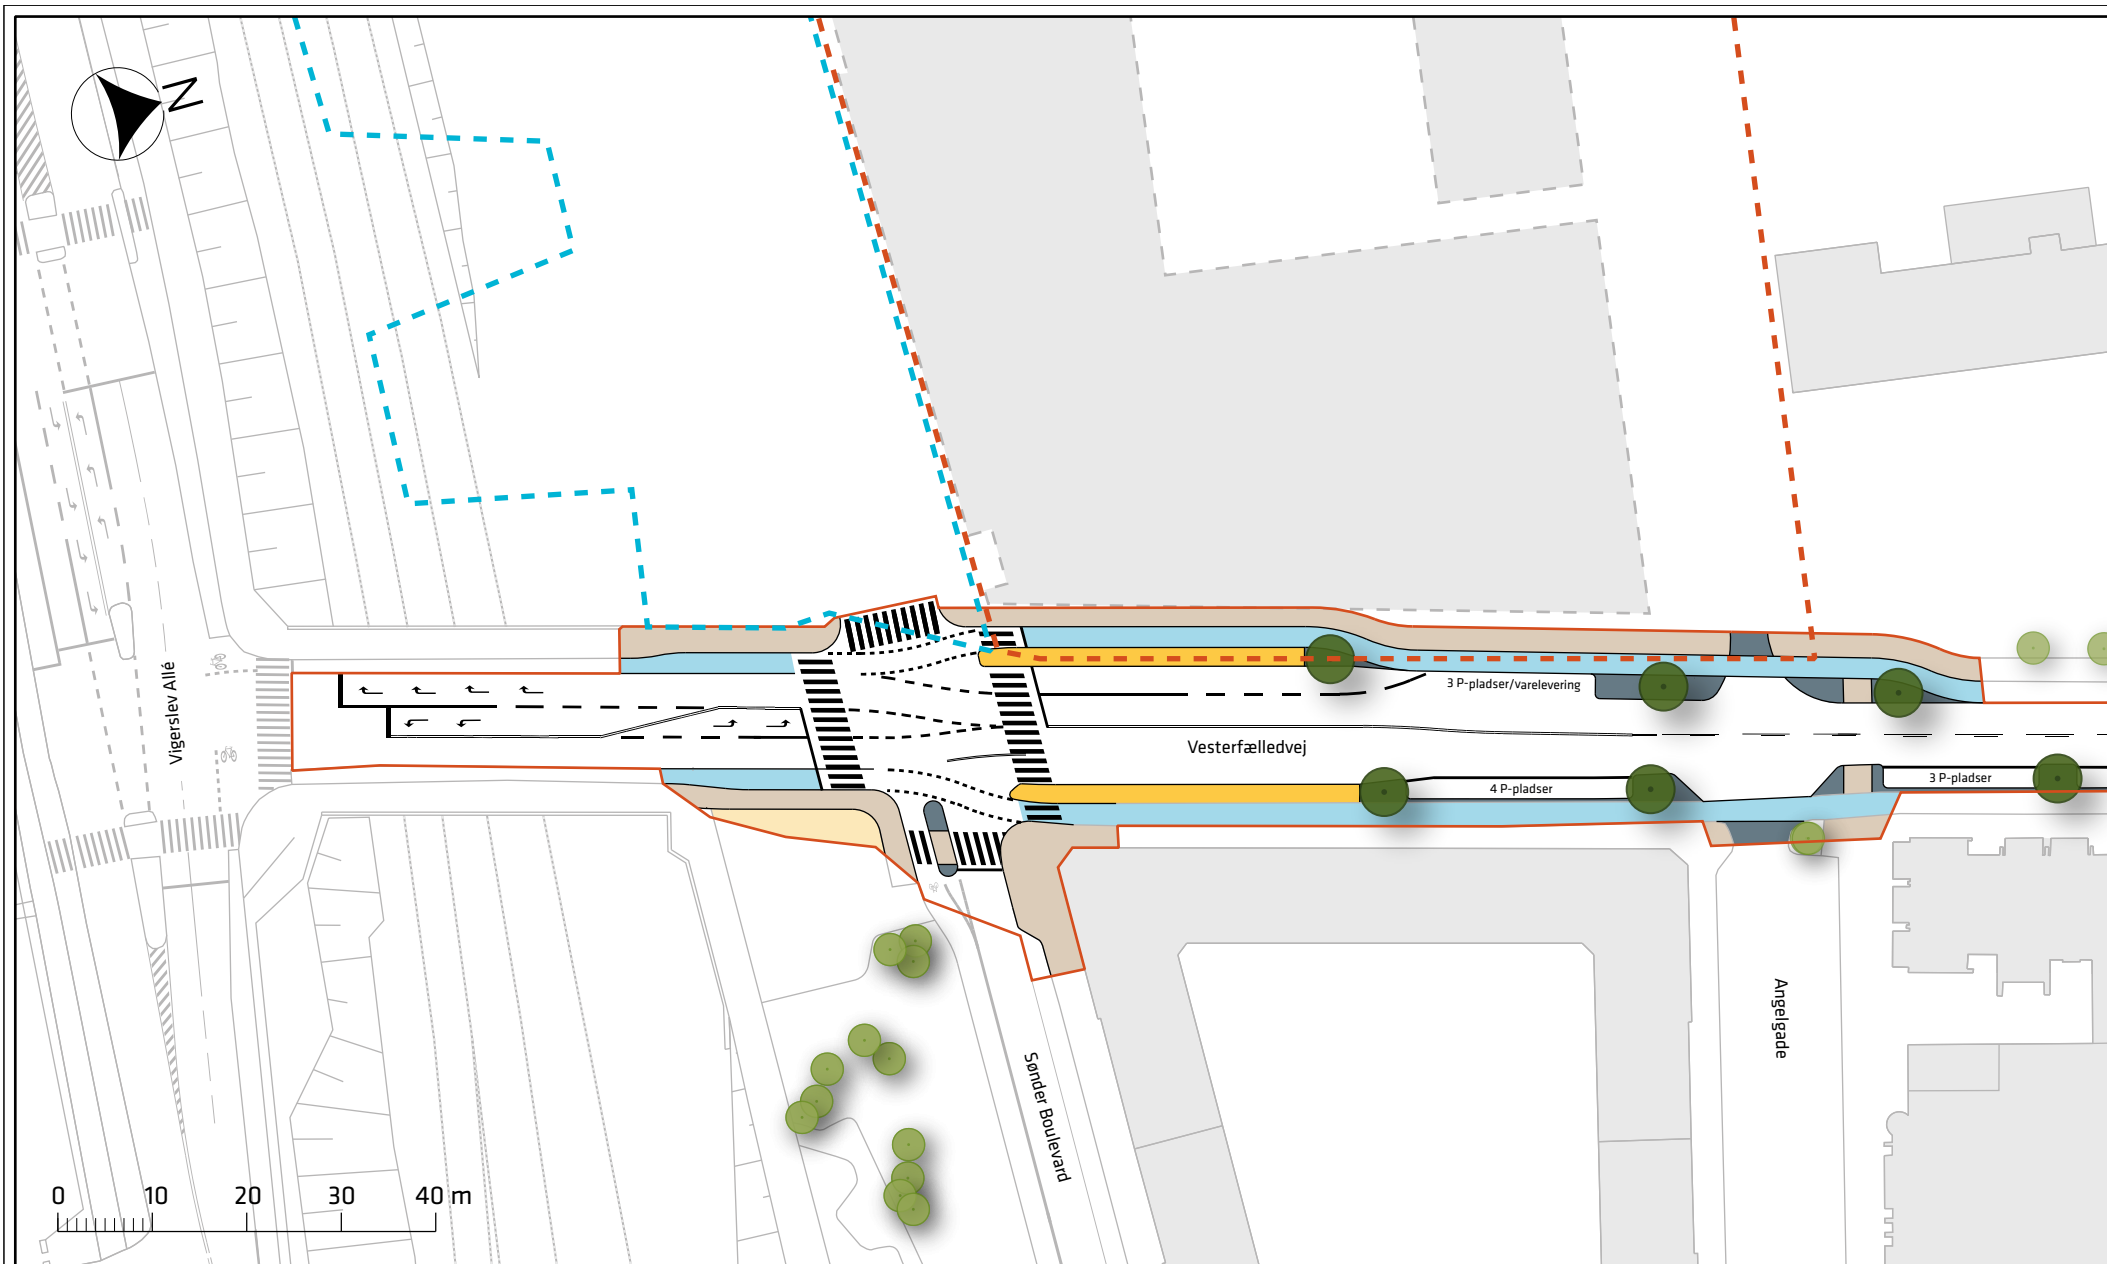 N
3 P-pladser/varelevering
Vigerslev Allé
Vesterfælledvej
4 P-pladser
3 P-pladser
Angelgade
Sønder Boulevard
0 10 20 30 40 m